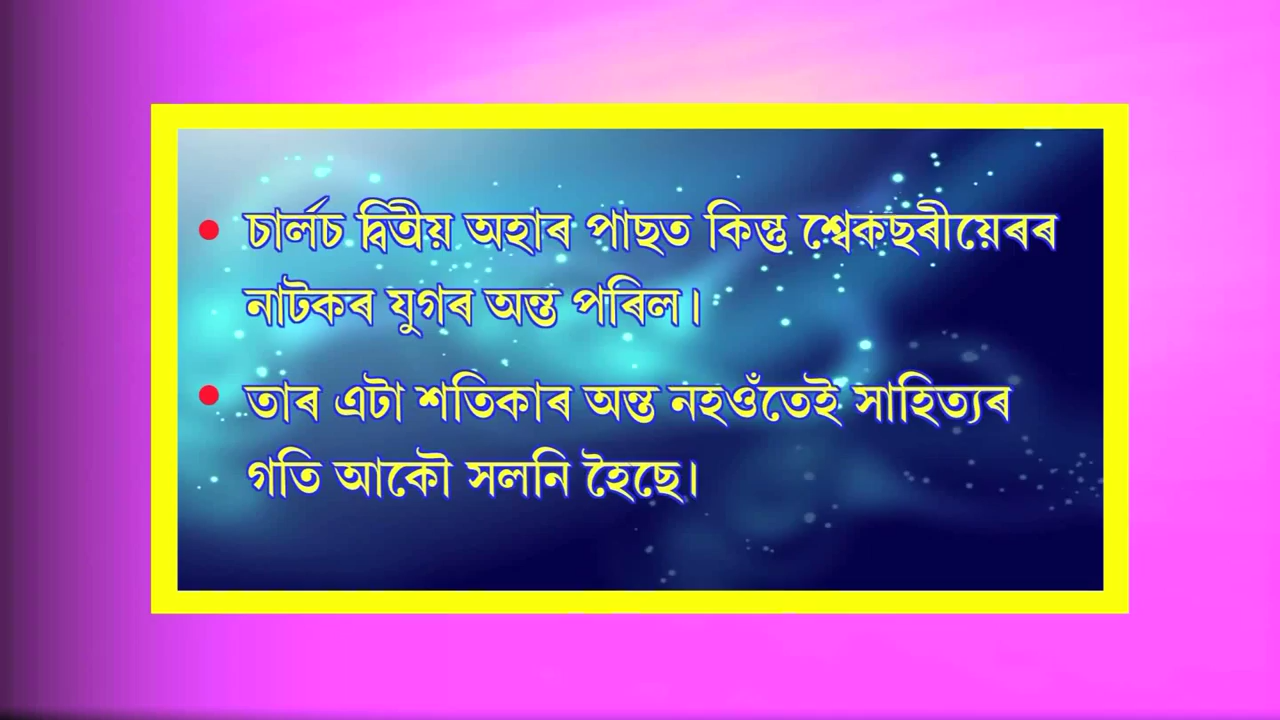 • চাৰ্লচ দ্বিতীয় অহাৰ পাছত কিন্তু শ্বেকছৰীয়েৰৰ
নাটকৰ যুগৰ অন্ত পৰিল।
• তাৰ এটা শতিকাৰ অন্ত নহওঁতেই সাহিত্যৰ
গতি আকৌ সলনি হৈছে।